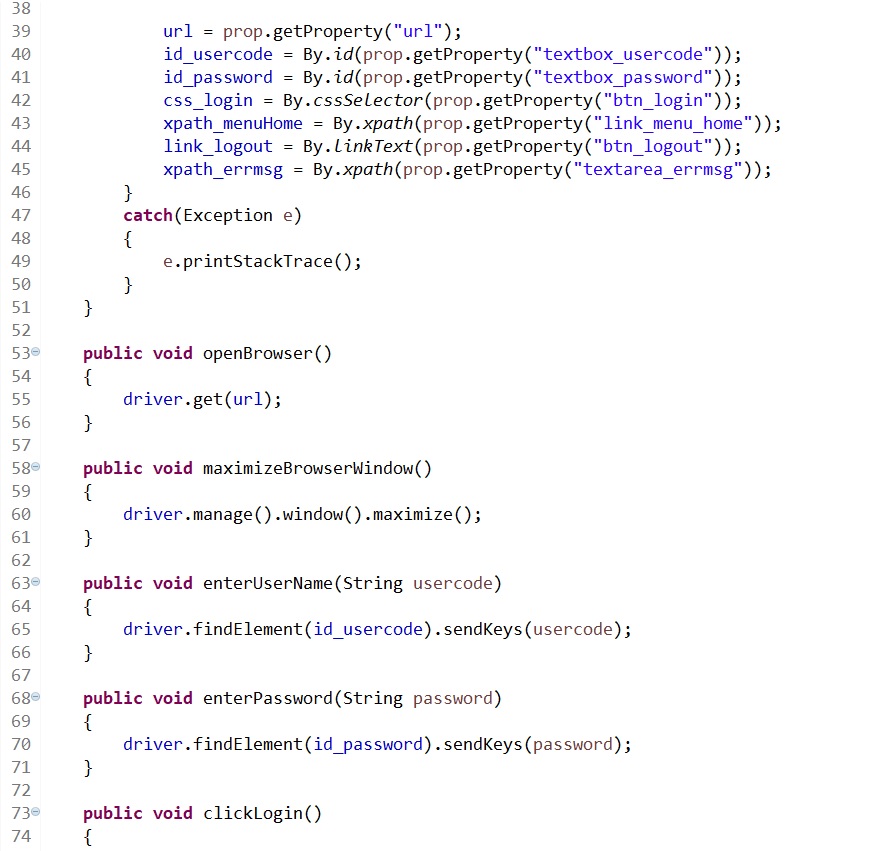 38
39 url = prop.getProperty("url");
40 id_usercode = By.id(prop.getProperty("textbox_usercode"));
41 id_password = By.id(prop.getProperty("textbox_password"));
42 css_login = By.cssSelector(prop.getProperty("btn_login"));
43 xpath_menuHome = By.xpath(prop.getProperty("link_menu_home"));
44 link_logout = By.linkText(prop.getProperty("btn_logout"));
45 xpath_errmsg = By.xpath(prop.getProperty("textarea_errmsg"));
46 }
47 catch(Exception e)
48 {
49 e.printStackTrace();
50 }
51 }
52
53 public void openBrowser()
54 {
55 driver.get(url);
56 }
57
58 public void maximizeBrowserWindow()
59 {
60 driver.manage().window().maximize();
61 }
62
63 public void enterUserName(String usercode)
64 {
65 driver.findElement(id_usercode).sendKeys(usercode);
66 }
67
68 public void enterPassword(String password)
69 {
70 driver.findElement(id_password).sendKeys(password);
71 }
72
73 public void clickLogin()
74 {